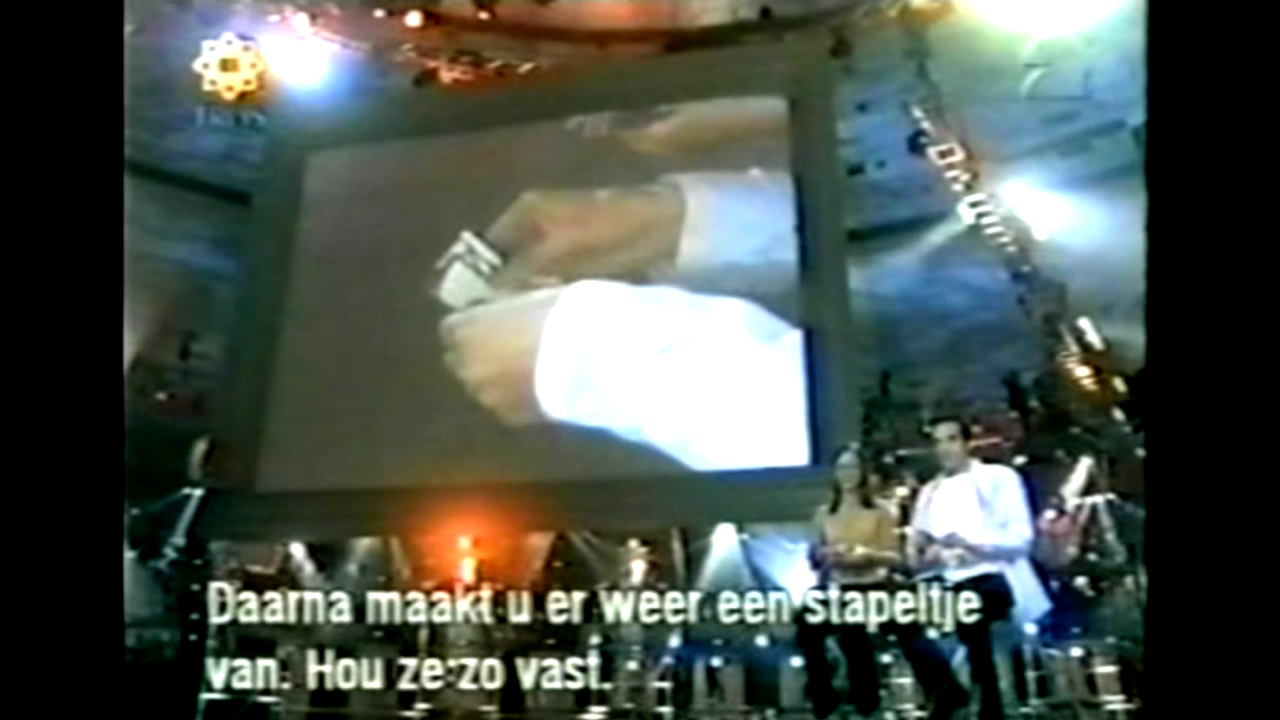 Daarna maakt u er weer een stapeltje
van. Hou ze zo vast.